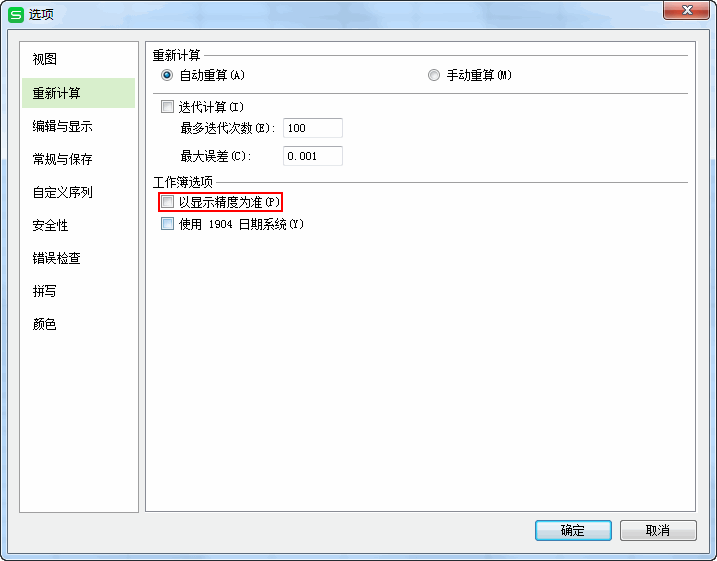 选项
视图
重新计算
编辑与显示
常规与保存
自定义序列
安全性
错误检查
拼写
颜色
重新计算
自动重算(A) 手动重算(M)
迭代计算(I)
最多迭代次数(E): 100
最大误差(C): 0.001
工作簿选项
以显示精度为准(P)
使用 1904 日期系统(Y)
确定 取消